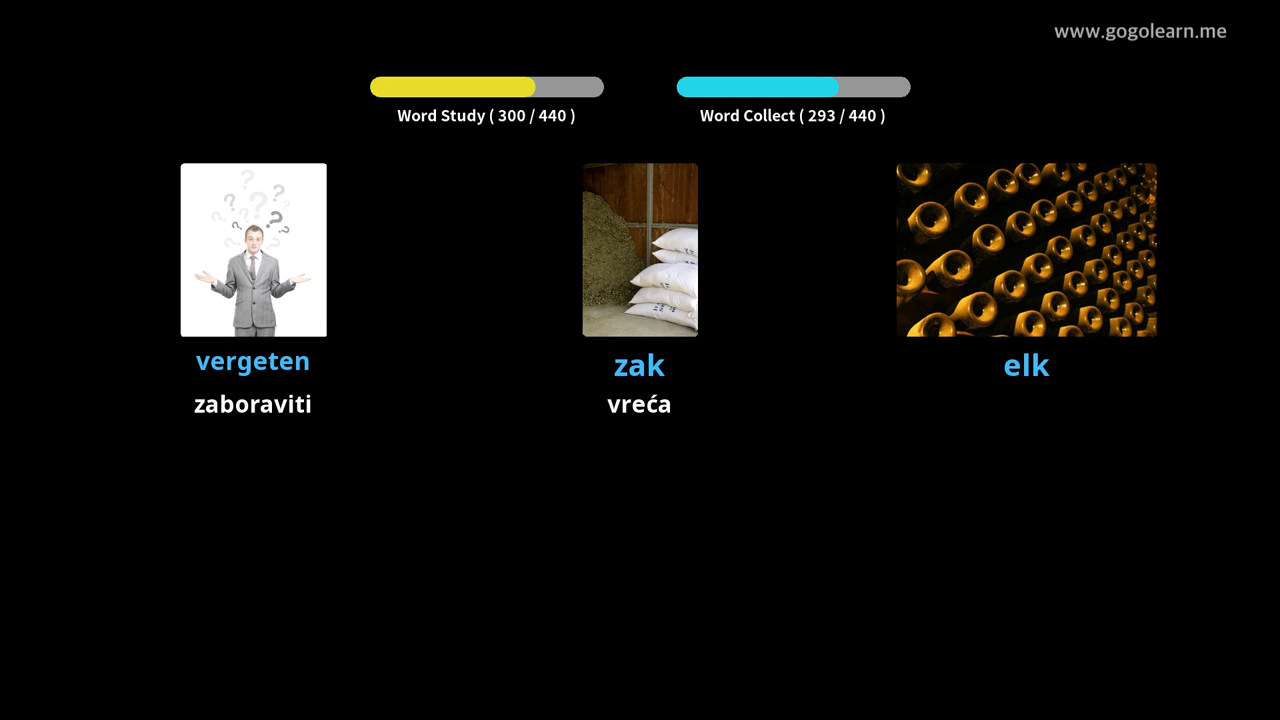 www.gogolearn.me
Word Study ( 300 / 440 )
Word Collect ( 293 / 440 )
vergeten
zaboraviti
zak
vreća
elk